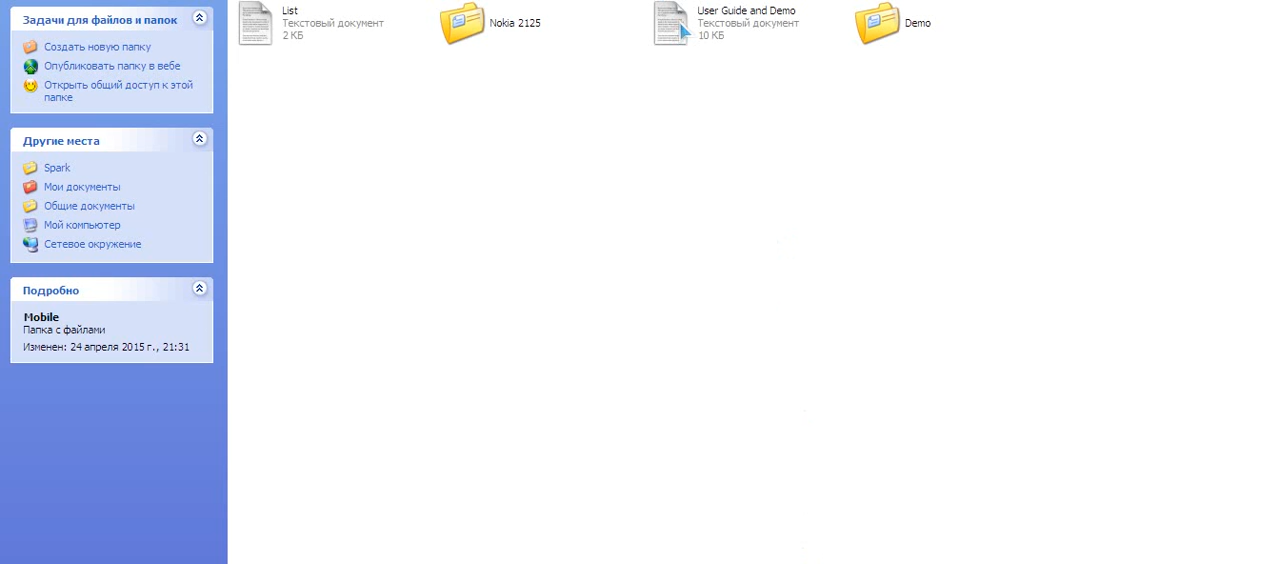 Задачи для файлов и папок
Создать новую папку
Опубликовать папку в вебе
Открыть общий доступ к этой
папке
Другие места
Spark
Мои документы
Общие документы
Мой компьютер
Сетевое окружение
Подробно
Mobile
Папка с файлами
Изменен: 24 апреля 2015 г., 21:31
List
Текстовый документ
2 КБ
Nokia 2125
User Guide and Demo
Текстовый документ
10 КБ
Demo